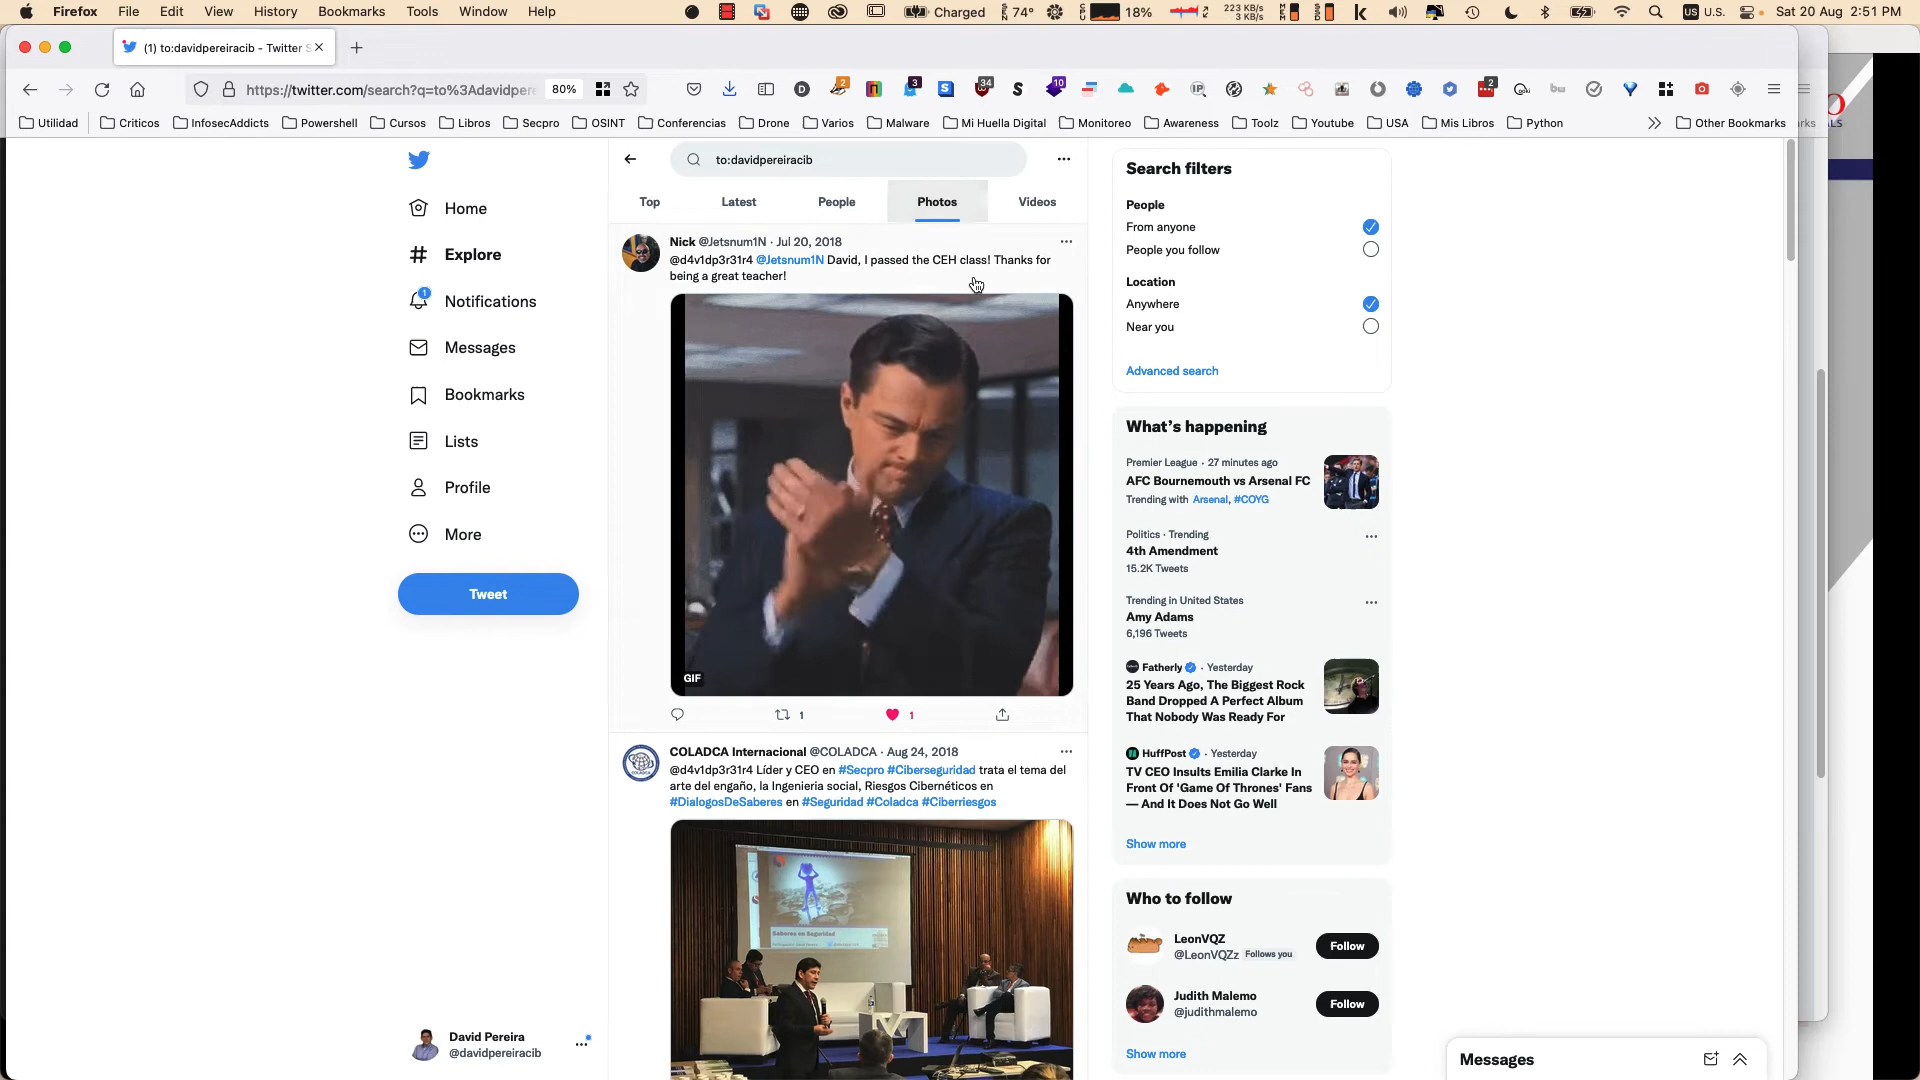 Firefox File Edit View History Bookmarks Tools Window Help Charged 74° 18% 223 KB/s 3 KB/s U.S. Sat 20 Aug 2:51 PM
(1) to:davidpereiracib - Twitter S
https://twitter.com/search?q=to%3Adavidpere 80%
Utilidad Criticos InfosecAddicts Powershell Cursos Libros Secpro OSINT Conferencias Drone Varios Malware Mi Huella Digital Monitoreo Awareness Toolz Youtube USA Mis Libros Python Other Bookmarks
to:davidpereiracib
Top Latest People Photos Videos
Home
Explore
Notifications
Messages
Bookmarks
Lists
Profile
More
Tweet
David Pereira
@davidpereiracib
Nick @Jetsnum1N · Jul 20, 2018
@d4v1dp3r31r4 @Jetsnum1N David, I passed the CEH class! Thanks for
being a great teacher!
GIF
1 1
COLADCA Internacional @COLADCA · Aug 24, 2018
@d4v1dp3r31r4 Líder y CEO en #Secpro #Ciberseguridad trata el tema del
arte del engaño, la Ingenieria social, Riesgos Cibernéticos en
#DialogosDeSaberes en #Seguridad #Coladca #Ciberriesgos
Saberes en Seguridad
Search filters
People
From anyone
People you follow
Location
Anywhere
Near you
Advanced search
What's happening
Premier League · 27 minutes ago
AFC Bournemouth vs Arsenal FC
Trending with Arsenal, #COYG
Politics · Trending
4th Amendment
15.2K Tweets
Trending in United States
Amy Adams
6,196 Tweets
Fatherly · Yesterday
25 Years Ago, The Biggest Rock
Band Dropped A Perfect Album
That Nobody Was Ready For
HuffPost · Yesterday
TV CEO Insults Emilia Clarke In
Front Of 'Game Of Thrones' Fans
— And It Does Not Go Well
Show more
Who to follow
LeonVQZ
@LeonVQZz Follows you
Follow
Judith Malemo
@judithmalemo
Follow
Show more
Messages